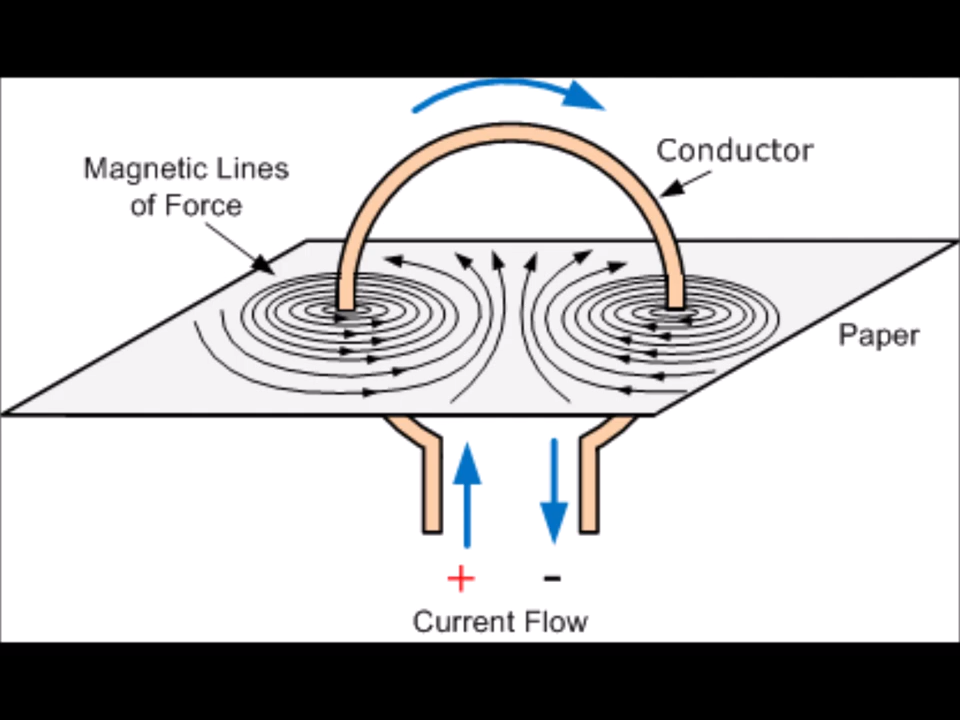 Conductor
Magnetic Lines
of Force
Paper
+ -
Current Flow